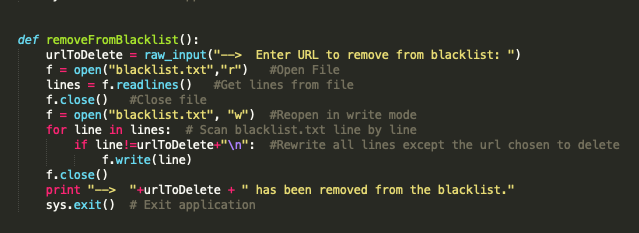 def removeFromBlacklist():
    urlToDelete = raw_input("-->  Enter URL to remove from blacklist: ")
    f = open("blacklist.txt","r")   #Open File
    lines = f.readlines()   #Get lines from file
    f.close()   #Close file
    f = open("blacklist.txt", "w")  #Reopen in write mode
    for line in lines:  # Scan blacklist.txt line by line
        if line!=urlToDelete+"\n":  #Rewrite all lines except the url chosen to delete
            f.write(line)
    f.close()
    print "-->  "+urlToDelete + " has been removed from the blacklist."
    sys.exit()  # Exit application